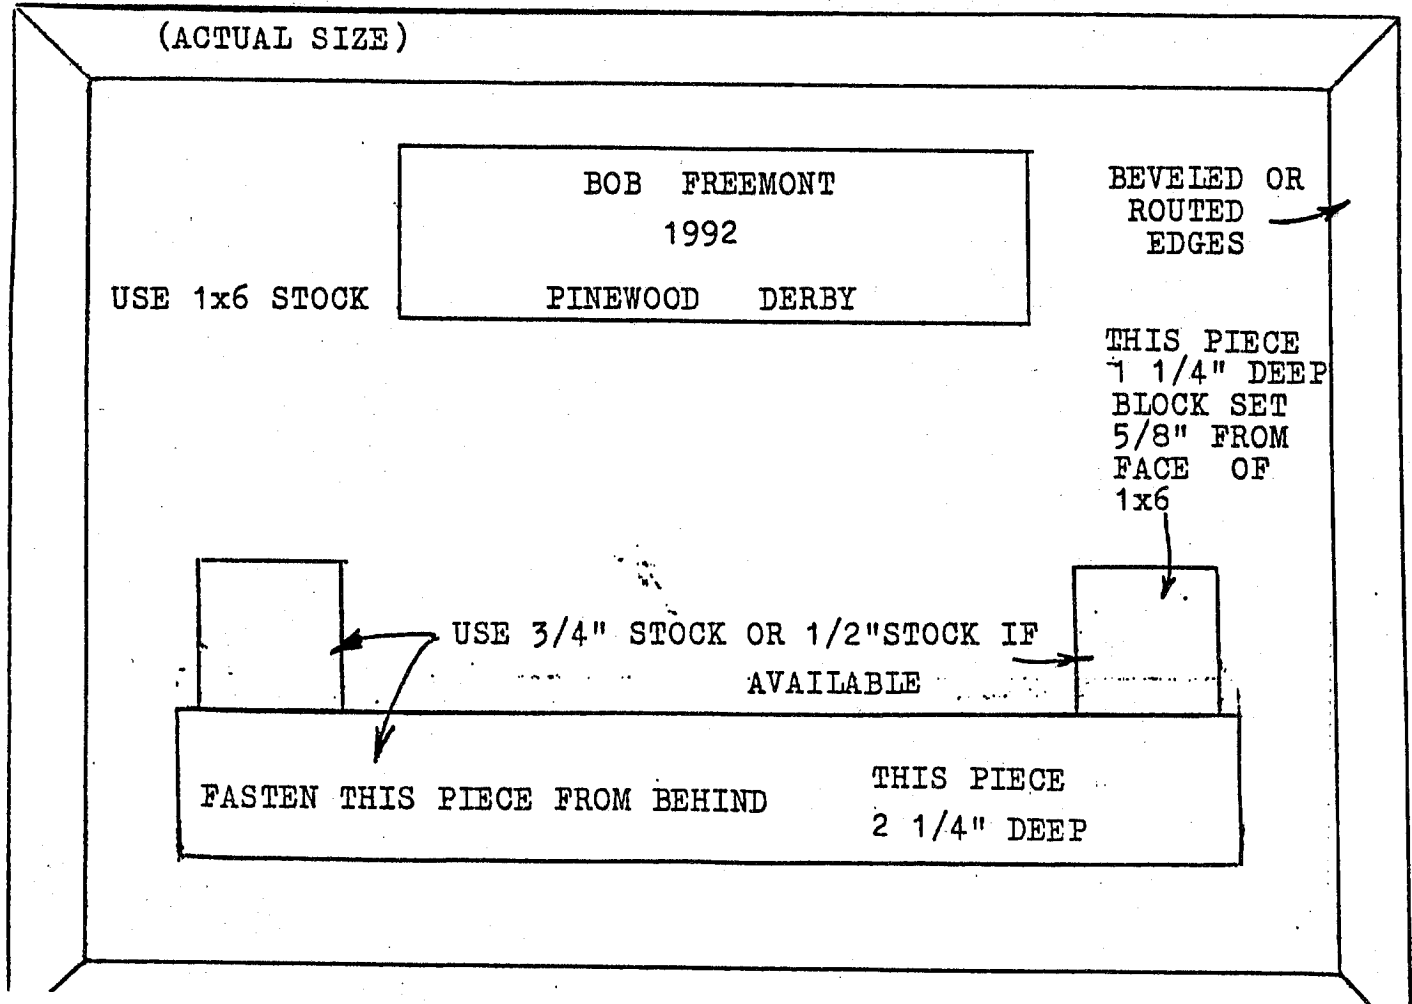 (ACTUAL SIZE)
BOB FREEMONT
1992
PINEWOOD DERBY
BEVELED OR
ROUTED
EDGES
USE 1x6 STOCK
THIS PIECE
1 1/4" DEEP
BLOCK SET
5/8" FROM
FACE OF
1x6
USE 3/4" STOCK OR 1/2"STOCK IF
AVAILABLE
FASTEN THIS PIECE FROM BEHIND
THIS PIECE
2 1/4" DEEP